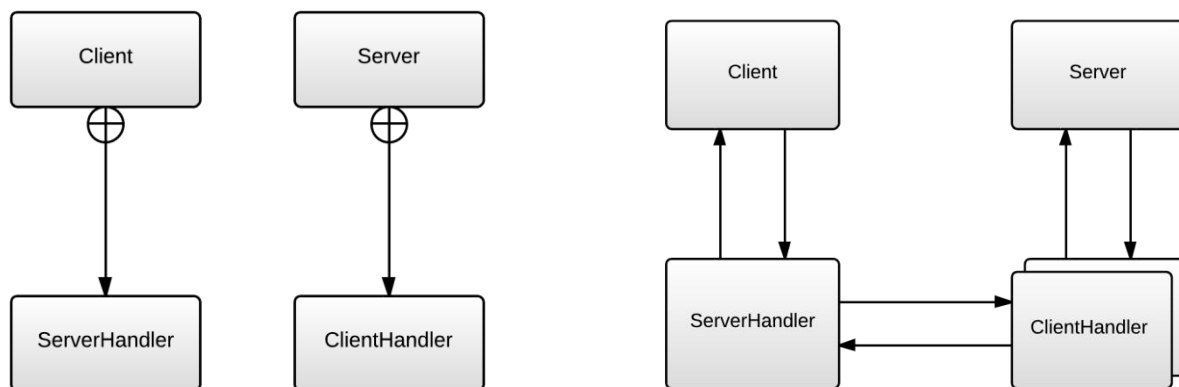 Client
Server
Client
Server
ServerHandler
ClientHandler
ServerHandler
ClientHandler